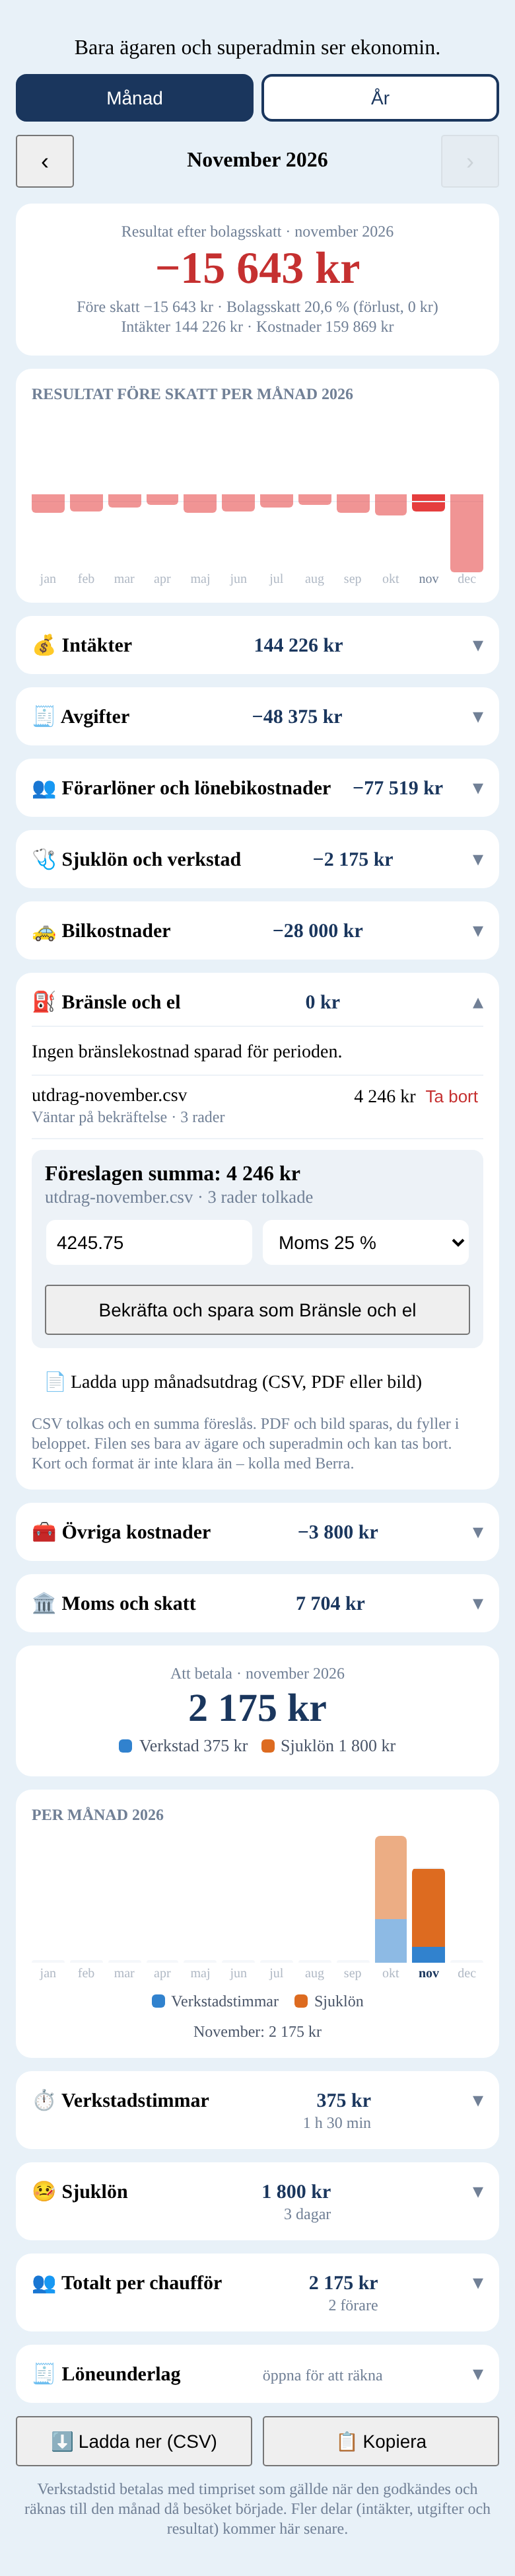 Bara ägaren och superadmin ser ekonomin.
Månad
År
‹
November 2026
›
Resultat efter bolagsskatt · november 2026
−15 643 kr
Före skatt −15 643 kr · Bolagsskatt 20,6 % (förlust, 0 kr)
Intäkter 144 226 kr · Kostnader 159 869 kr
RESULTAT FÖRE SKATT PER MÅNAD 2026
jan feb mar apr maj jun jul aug sep okt nov dec
💰 Intäkter 144 226 kr ▼
🧾 Avgifter −48 375 kr ▼
👥 Förarlöner och lönebikostnader −77 519 kr ▼
🩺 Sjuklön och verkstad −2 175 kr ▼
🚕 Bilkostnader −28 000 kr ▼
⛽ Bränsle och el 0 kr ▲
Ingen bränslekostnad sparad för perioden.
utdrag-november.csv 4 246 kr Ta bort
Väntar på bekräftelse · 3 rader
Föreslagen summa: 4 246 kr
utdrag-november.csv · 3 rader tolkade
4245.75 Moms 25 %
Bekräfta och spara som Bränsle och el
📄 Ladda upp månadsutdrag (CSV, PDF eller bild)
CSV tolkas och en summa föreslås. PDF och bild sparas, du fyller i
beloppet. Filen ses bara av ägare och superadmin och kan tas bort.
Kort och format är inte klara än – kolla med Berra.
🧰 Övriga kostnader −3 800 kr ▼
🏛️ Moms och skatt 7 704 kr ▼
Att betala · november 2026
2 175 kr
Verkstad 375 kr Sjuklön 1 800 kr
PER MÅNAD 2026
jan feb mar apr maj jun jul aug sep okt nov dec
Verkstadstimmar Sjuklön
November: 2 175 kr
⏱️ Verkstadstimmar 375 kr ▼
1 h 30 min
🤒 Sjuklön 1 800 kr ▼
3 dagar
👥 Totalt per chaufför 2 175 kr ▼
2 förare
🧾 Löneunderlag öppna för att räkna ▼
⬇️ Ladda ner (CSV)
📋 Kopiera
Verkstadstid betalas med timpriset som gällde när den godkändes och
räknas till den månad då besöket började. Fler delar (intäkter, utgifter och
resultat) kommer här senare.